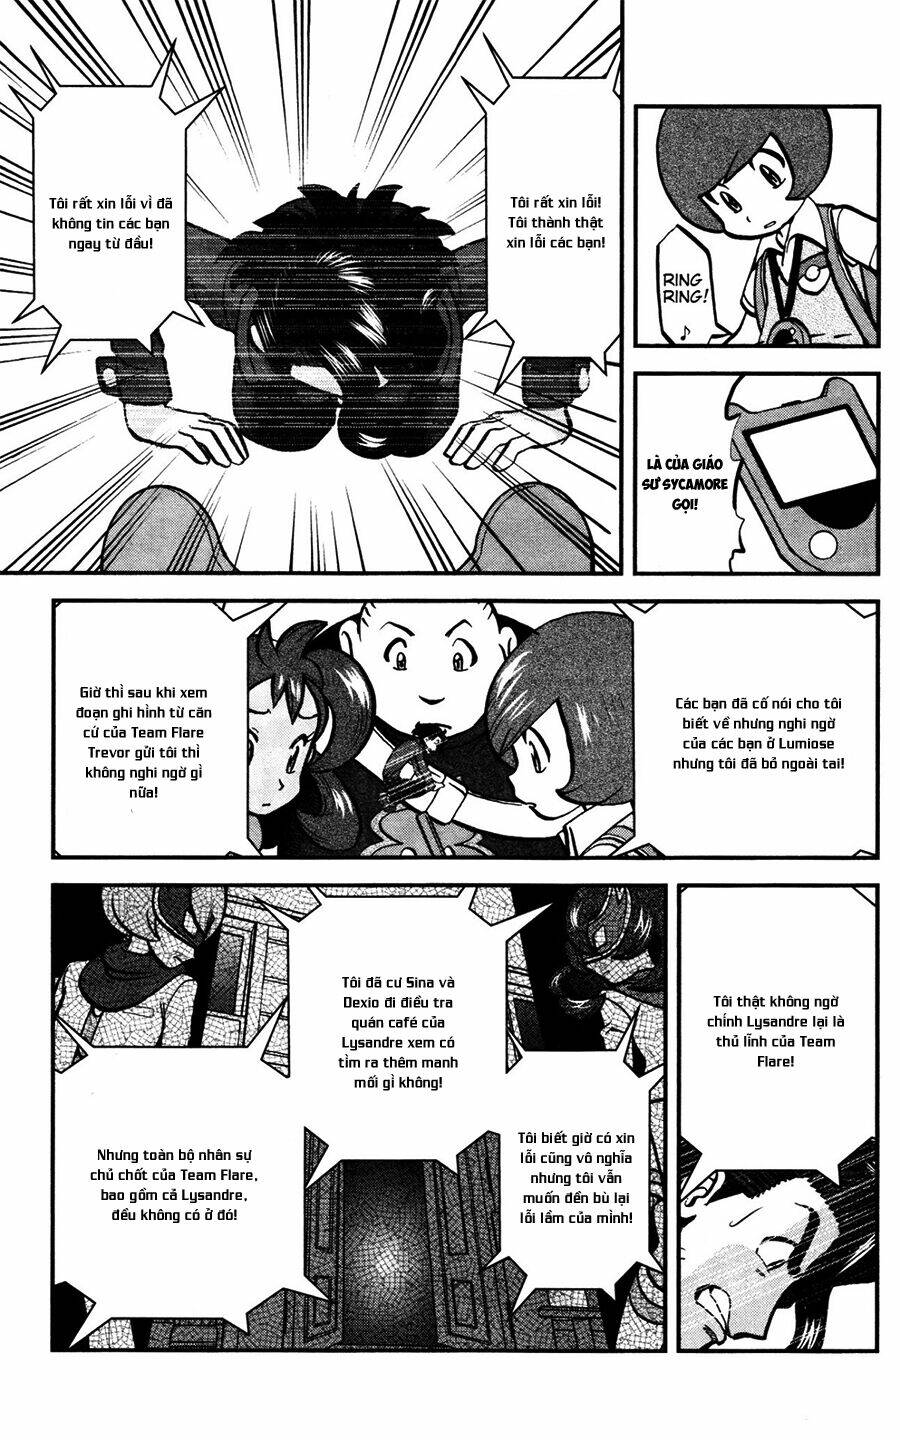 RING
RING!
LÀ CỦA GIÁO
SƯ SYCAMORE
GỌI!
Tôi rất xin lỗi!
Tôi thành thật
xin lỗi các bạn!
Tôi rất xin lỗi vì đã
không tin các bạn
ngay từ đầu!
Các bạn đã cố nói cho tôi
biết về nhưng nghi ngờ
của các bạn ở Lumiose
nhưng tôi đã bỏ ngoài tai!
Giờ thì sau khi xem
đoạn ghi hình từ căn
cứ của Team Flare
Trevor gửi tôi thì
không nghi ngờ gì
nữa!
Tôi thật không ngờ
chính Lysandre lại là
thủ lĩnh của Team
Flare!
Tôi đã cư Sina và
Dexio đi điều tra
quán café của
Lysandre xem có
tìm ra thêm manh
mối gì không!
Tôi biết giờ có xin
lỗi cũng vô nghĩa
nhưng tôi vẫn
muốn đền bù lại
lỗi lầm của mình!
Nhưng toàn bộ nhân sự
chủ chốt của Team Flare,
bao gồm cả Lysandre,
đều không có ở đó!